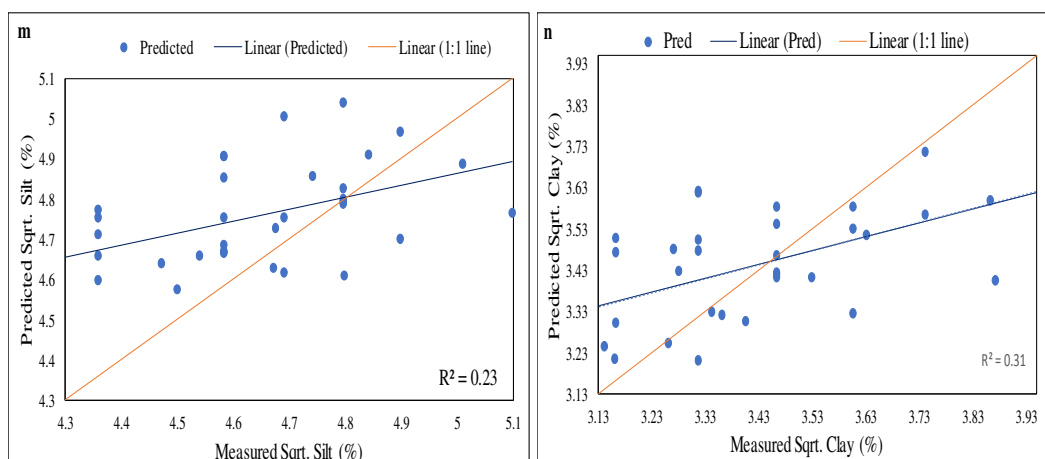 m
Predicted Linear (Predicted) Linear (1:1 line)
5.1
5
4.9
4.8
4.7
4.6
4.5
4.4
4.3
Predicted Sqrt. Silt (%)
R² = 0.23
4.3 4.4 4.5 4.6 4.7 4.8 4.9 5 5.1
Measured Sqrt. Silt (%)
n
Pred Linear (Pred) Linear (1:1 line)
3.93
3.83
3.73
3.63
3.53
3.43
3.33
3.23
3.13
Predicted Sqrt. Clay (%)
R² = 0.31
3.13 3.23 3.33 3.43 3.53 3.63 3.73 3.83 3.93
Measured Sqrt. Clay (%)